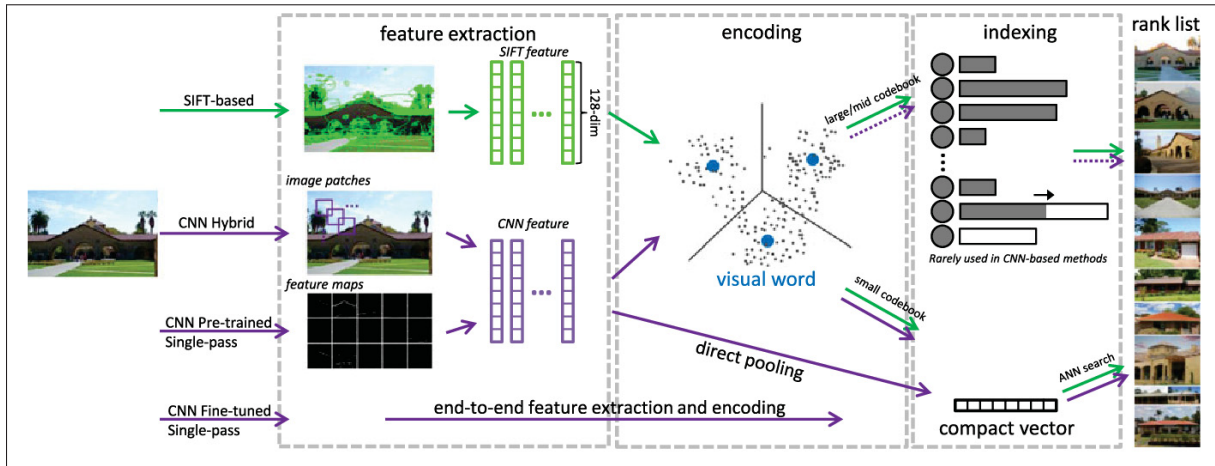 feature extraction
encoding
indexing
rank list
SIFT feature
SIFT-based
128-dim
large/mid codebook
image patches
CNN Hybrid
CNN feature
Rarely used in CNN-based methods
visual word
feature maps
small codebook
CNN Pre-trained
Single-pass
direct pooling
ANN search
CNN Fine-tuned
Single-pass
end-to-end feature extraction and encoding
compact vector